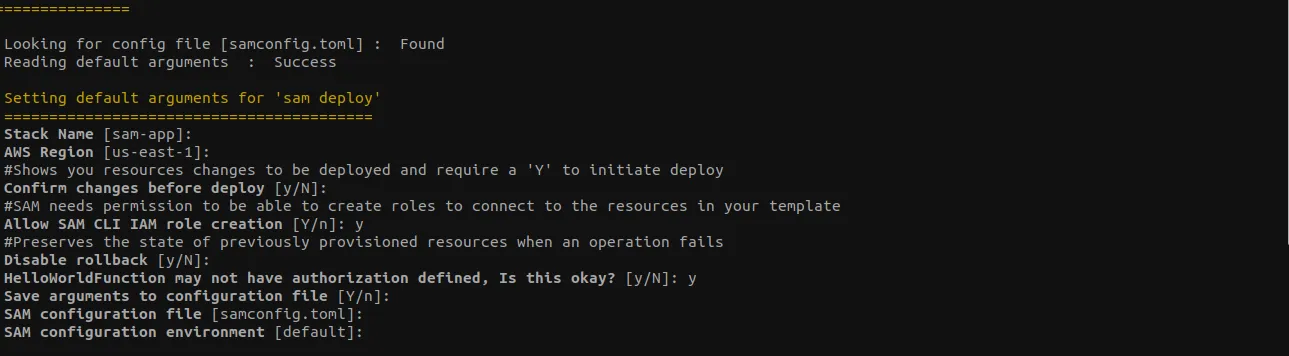 ===============
Looking for config file [samconfig.toml] :  Found
Reading default arguments  :  Success
Setting default arguments for 'sam deploy'
=========================================
Stack Name [sam-app]:
AWS Region [us-east-1]:
#Shows you resources changes to be deployed and require a 'Y' to initiate deploy
Confirm changes before deploy [y/N]:
#SAM needs permission to be able to create roles to connect to the resources in your template
Allow SAM CLI IAM role creation [Y/n]: y
#Preserves the state of previously provisioned resources when an operation fails
Disable rollback [y/N]:
HelloWorldFunction may not have authorization defined, Is this okay? [y/N]: y
Save arguments to configuration file [Y/n]:
SAM configuration file [samconfig.toml]:
SAM configuration environment [default]: